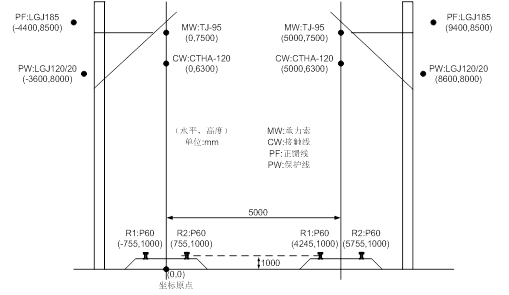 PF:LGJ185
(-4400,8500)
MW:TJ-95
(0,7500)
MW:TJ-95
(5000,7500)
PF:LGJ185
(9400,8500)
PW:LGJ120/20
(-3600,8000)
CW:CTHA-120
(0,6300)
CW:CTHA-120
(5000,6300)
PW:LGJ120/20
(8600,8000)
(水平、高度)
单位:mm
MW:承力索
CW:接触线
PF:正馈线
PW:保护线
5000
R1:P60
(-755,1000)
R2:P60
(755,1000)
R1:P60
(4245,1000)
R2:P60
(5755,1000)
1000
(0,0)
坐标原点